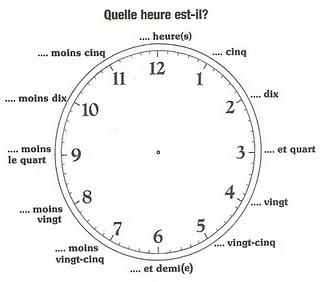 Quelle heure est-il?
.... heure(s)
.... moins cinq
.... cinq
12
11
1
.... moins dix
.... dix
10
2
.... moins
le quart
9
3
.... et quart
8
4
.... moins
vingt
.... vingt
7
5
6
.... moins
vingt-cinq
.... vingt-cinq
.... et demi(e)